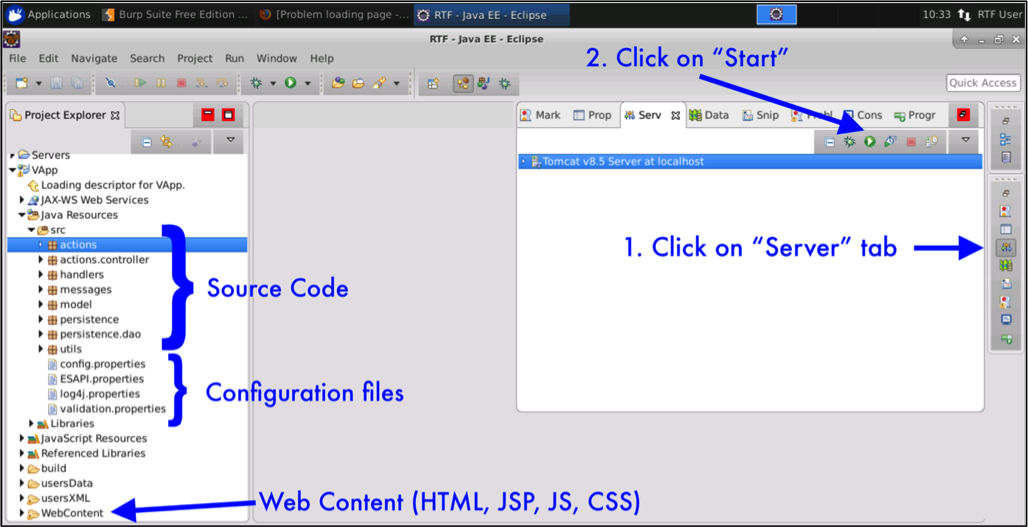 Applications Burp Suite Free Edition ... [Problem loading page -... RTF - Java EE - Eclipse 10:33 RTF User
RTF - Java EE - Eclipse
File Edit Navigate Search Project Run Window Help
2. Click on “Start”
Quick Access
Project Explorer
Mark Prop Serv Data Snip Probl Cons Progr
Servers
VApp
Loading descriptor for VApp.
JAX-WS Web Services
Java Resources
src
actions
actions.controller
handlers
messages
model
persistence
persistence.dao
utils
config.properties
ESAPI.properties
log4j.properties
validation.properties
Libraries
JavaScript Resources
Referenced Libraries
build
usersData
usersXML
WebContent
Tomcat v8.5 Server at localhost
1. Click on “Server” tab
Source Code
Configuration files
Web Content (HTML, JSP, JS, CSS)